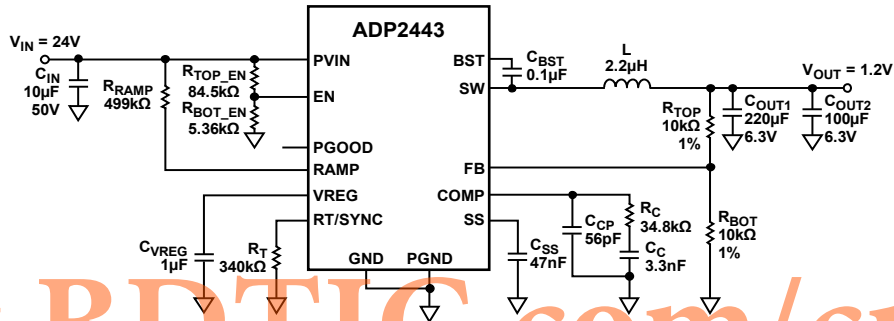 ADP2443
V_IN = 24V
C_IN
10µF
50V
R_RAMP
499kΩ
R_TOP_EN
84.5kΩ
R_BOT_EN
5.36kΩ
PVIN
EN
PGOOD
RAMP
VREG
RT/SYNC
GND
PGND
BST
SW
FB
COMP
SS
C_BST
0.1µF
L
2.2µH
V_OUT = 1.2V
R_TOP
10kΩ
1%
C_OUT1
220µF
6.3V
C_OUT2
100µF
6.3V
R_BOT
10kΩ
1%
C_CP
56pF
R_C
34.8kΩ
C_C
3.3nF
C_SS
47nF
C_VREG
1µF
R_T
340kΩ